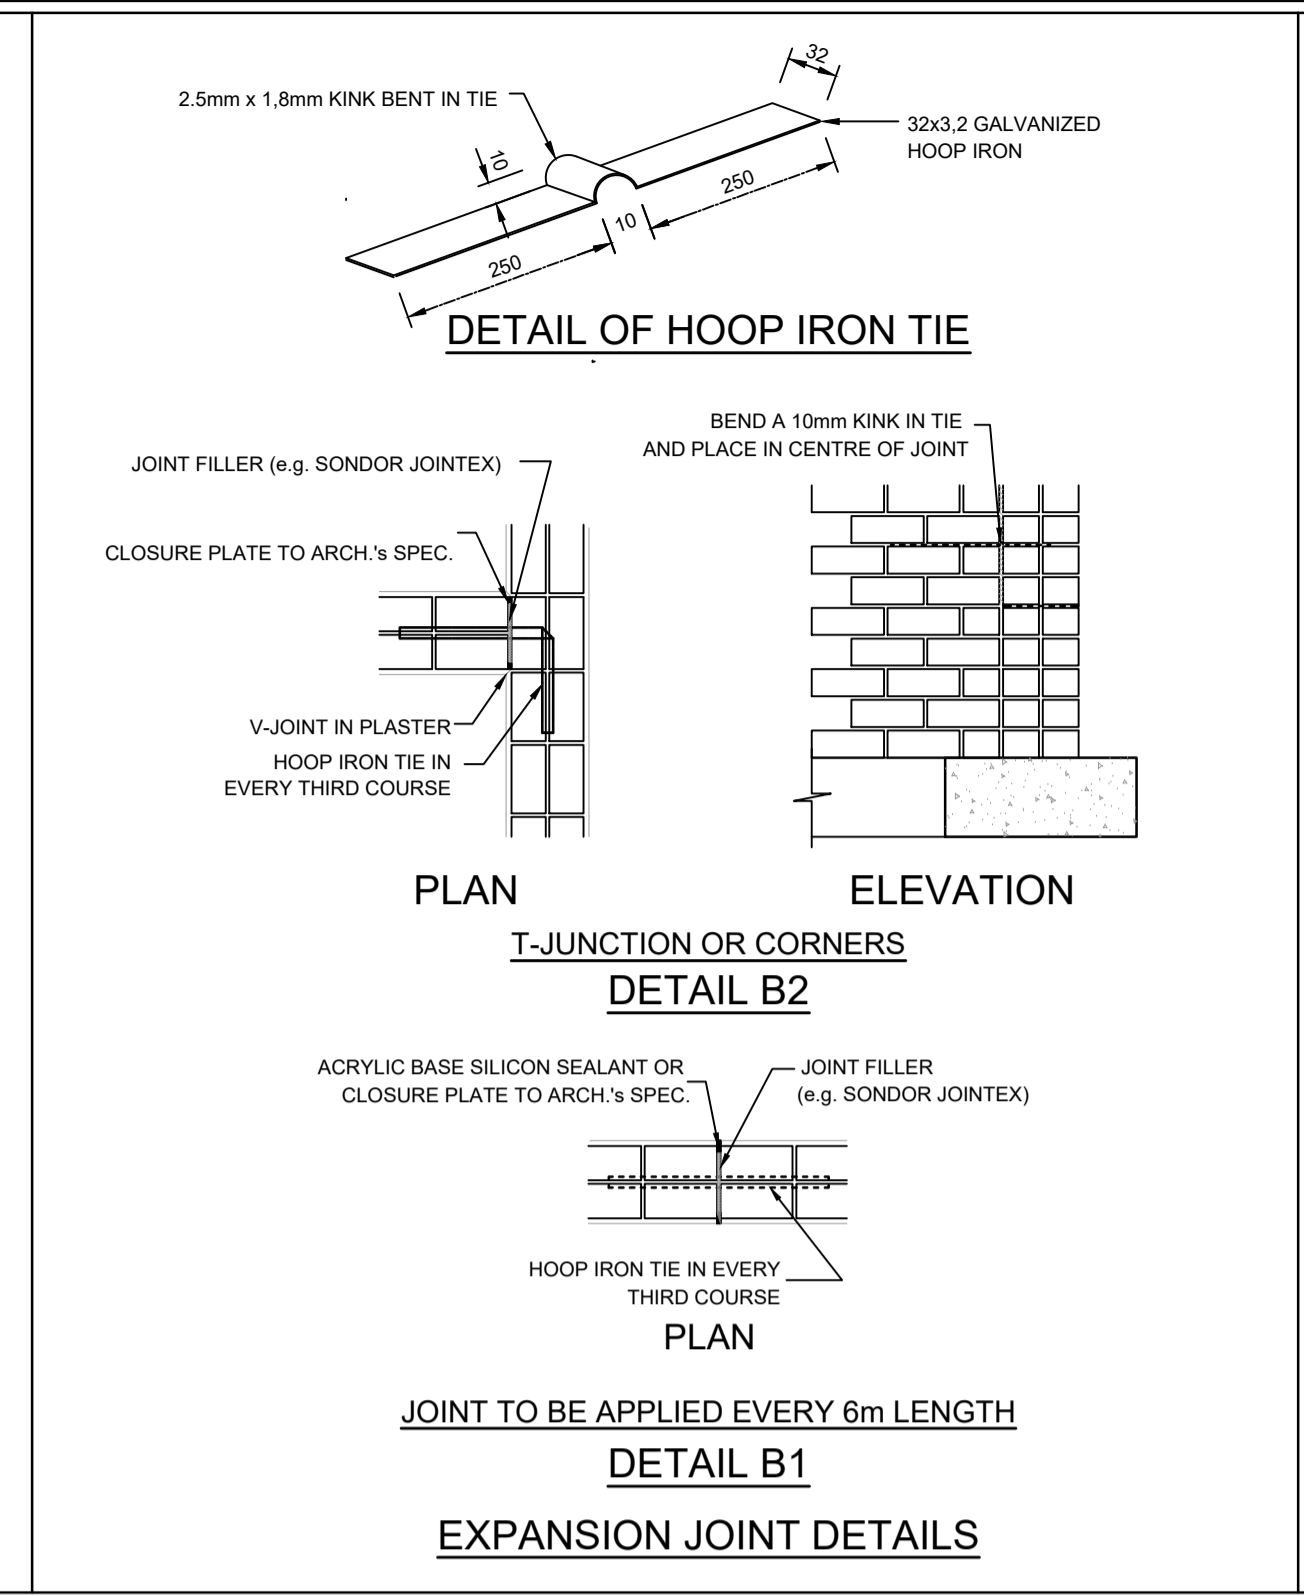 32
2.5mm x 1,8mm KINK BENT IN TIE
32x3,2 GALVANIZED
HOOP IRON
10
250
10
250
DETAIL OF HOOP IRON TIE
BEND A 10mm KINK IN TIE
AND PLACE IN CENTRE OF JOINT
JOINT FILLER (e.g. SONDOR JOINTEX)
CLOSURE PLATE TO ARCH.'s SPEC.
V-JOINT IN PLASTER
HOOP IRON TIE IN
EVERY THIRD COURSE
PLAN
ELEVATION
T-JUNCTION OR CORNERS
DETAIL B2
ACRYLIC BASE SILICON SEALANT OR
CLOSURE PLATE TO ARCH.'s SPEC.
JOINT FILLER
(e.g. SONDOR JOINTEX)
HOOP IRON TIE IN EVERY
THIRD COURSE
PLAN
JOINT TO BE APPLIED EVERY 6m LENGTH
DETAIL B1
EXPANSION JOINT DETAILS